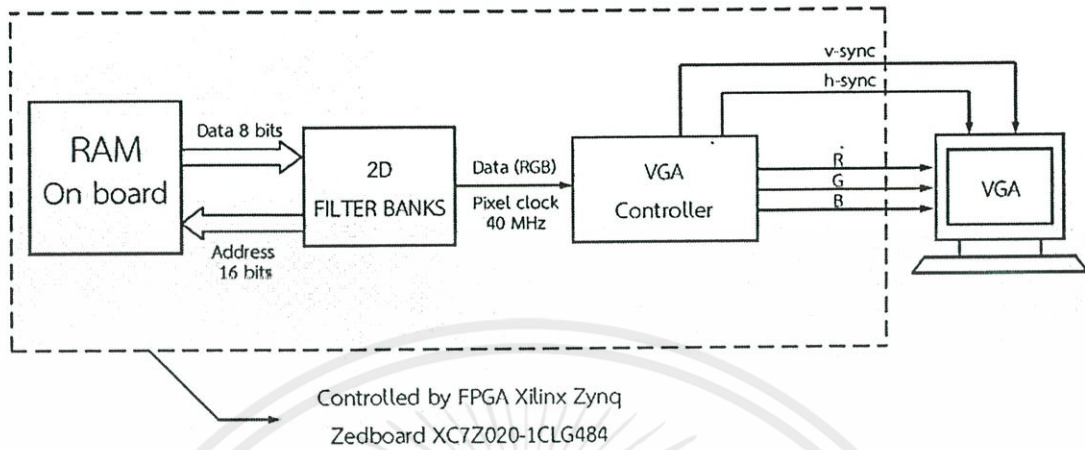 v-sync
h-sync
RAM
On board
Data 8 bits
Address
16 bits
2D
FILTER BANKS
Data (RGB)
Pixel clock
40 MHz
VGA
Controller
R
G
B
VGA
Controlled by FPGA Xilinx Zynq
Zedboard XC7Z020-1CLG484